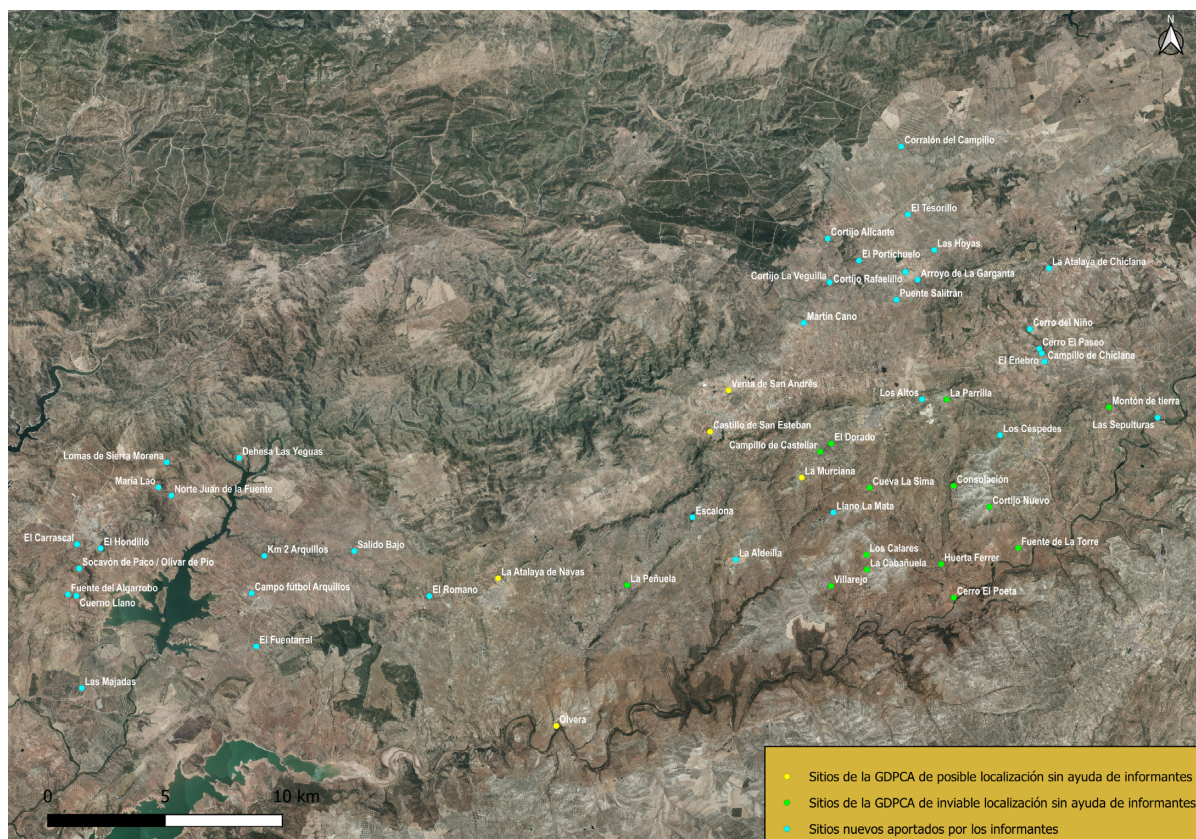 N
Corralón del Campillo
El Tesorillo
Cortijo Alicante
Las Hoyas
El Portichuelo
La Atalaya de Chiclana
Cortijo La Veguilla
Cortijo Rafaelillo
Arroyo de La Garganta
Puente Salitrán
Martín Cano
Cerro del Niño
Cerro El Paseo
Campillo de Chiclana
El Enebro
Venta de San Andrés
Los Altos
La Parrilla
Montón de tierra
Las Sepulturas
Castillo de San Esteban
El Dorado
Los Céspedes
Campillo de Castellar
Dehesa Las Yeguas
Lomas de Sierra Morena
La Murciana
María Lao
Norte Juan de la Fuente
Cueva La Sima
Consolación
Cortijo Nuevo
Escalona
Llano La Mata
El Carrascal
El Hondillo
Km 2 Arquillos
Salido Bajo
Fuente de La Torre
La Aldeílla
Los Calares
Socavón de Paco / Olivar de Pío
Huerta Ferrer
La Cabañuela
La Atalaya de Navas
La Peñuela
Villarejo
Fuente del Algarrobo
Campo fútbol Arquillos
El Romano
Cerro El Poeta
Cuerno Llano
El Fuentarral
Las Majadas
Olvera
Sitios de la GDPCA de posible localización sin ayuda de informantes
Sitios de la GDPCA de inviable localización sin ayuda de informantes
Sitios nuevos aportados por los informantes
0 5 10 km